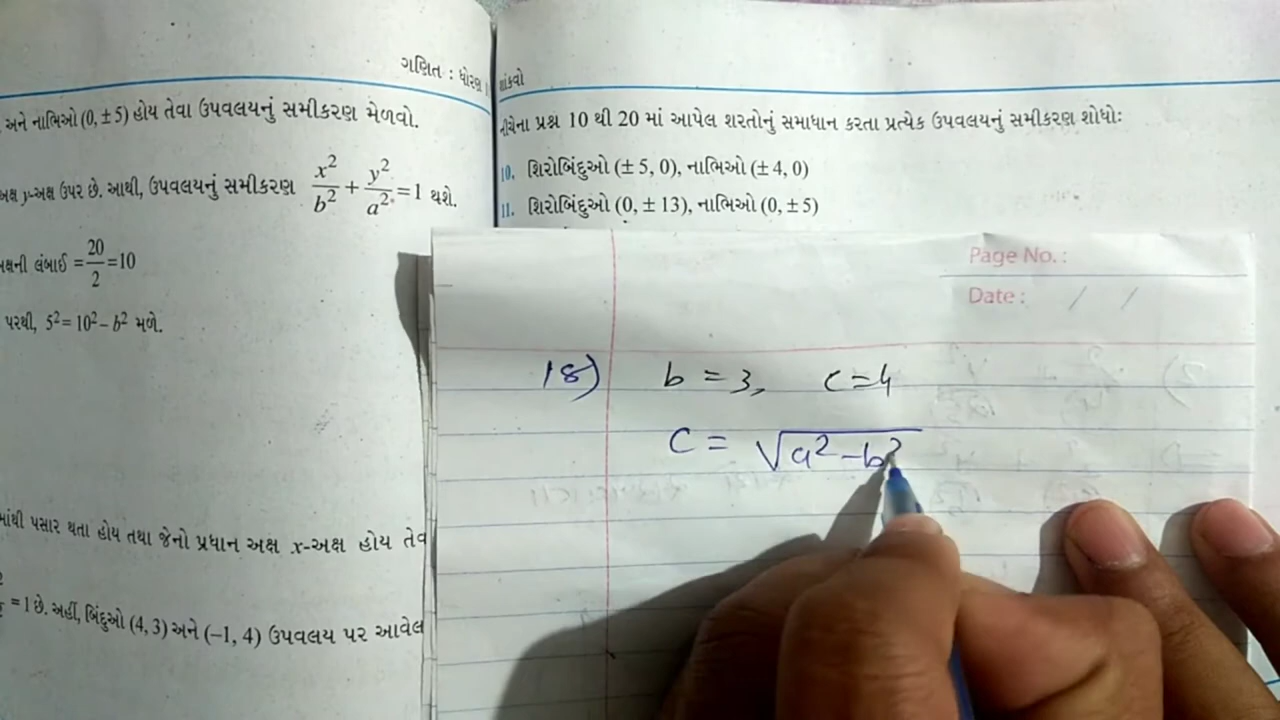 ગણિત : ધોરણ
અને નાભિઓ (0, ± 5) હોય તેવા ઉપવલયનું સમીકરણ મેળવો.
અક્ષ y-અક્ષ ઉપર છે. આથી, ઉપવલયનું સમીકરણ x²/b² + y²/a² = 1 થશે.
લંબાઈ = 20/2 = 10
પરથી, 5² = 10² – b² મળે.
પસાર થતા હોય તથા જેનો પ્રધાન અક્ષ x-અક્ષ હોય
= 1 છે. અહીં, બિંદુઓ (4, 3) અને (–1, 4) ઉપવલય પર આવેલ
પ્રશ્ન 10 થી 20 માં આપેલ શરતોનું સમાધાન કરતા પ્રત્યેક ઉપવલયનું સમીકરણ શોધોઃ
10. શિરોબિંદુઓ (± 5, 0), નાભિઓ (± 4, 0)
11. શિરોબિંદુઓ (0, ± 13), નાભિઓ (0, ± 5)
Page No. :
Date : / /
18) b = 3, c = 4
c = √a² – b²